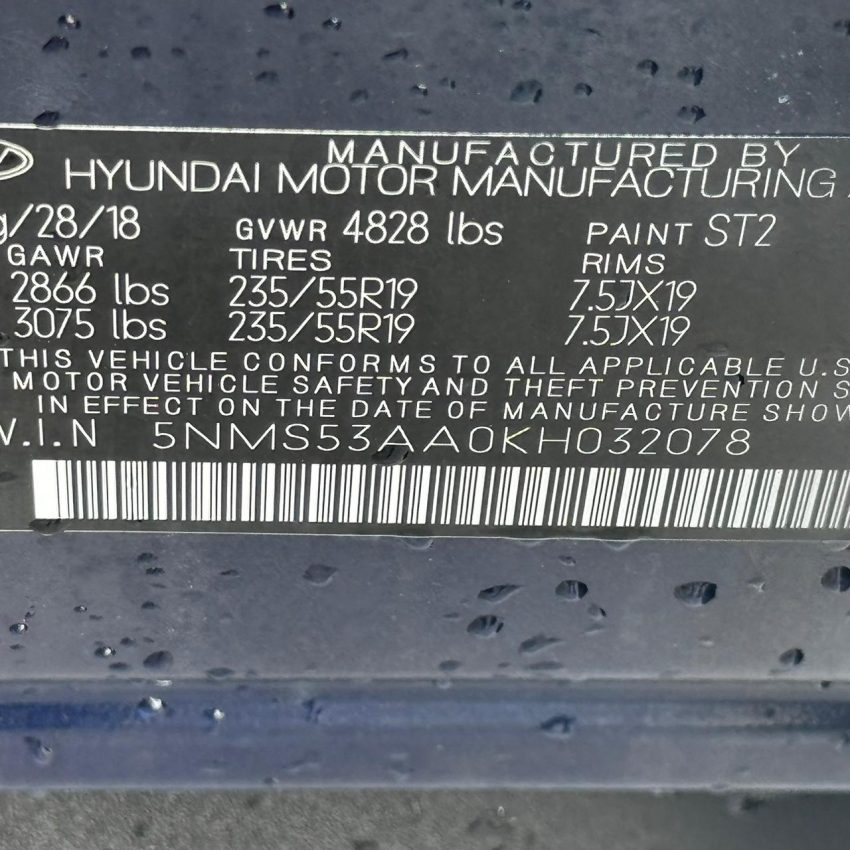 MANUFACTURED BY
HYUNDAI MOTOR MANUFACTURING
/28/18 GVWR 4828 lbs PAINT ST2
GAWR TIRES RIMS
2866 lbs 235/55R19 7.5JX19
3075 lbs 235/55R19 7.5JX19
THIS VEHICLE CONFORMS TO ALL APPLICABLE U.S
MOTOR VEHICLE SAFETY AND THEFT PREVENTION S
IN EFFECT ON THE DATE OF MANUFACTURE SHOW
V.I.N 5NMS53AA0KH032078